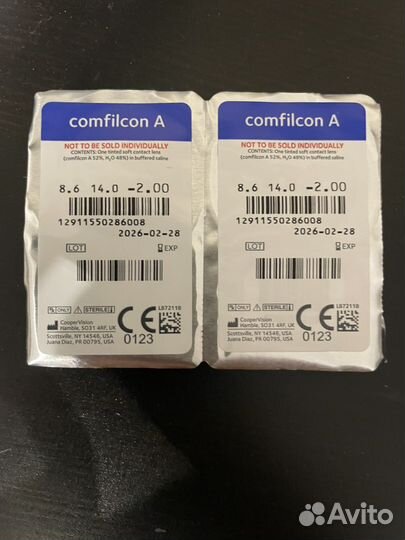 comfilcon A
NOT TO BE SOLD INDIVIDUALLY
CONTENTS: One tinted soft contact lens
(comfilcon A 52%, H₂O 48%) in buffered saline
8.6 14.0 -2.00
12911550286008
2026-02-28
LOT EXP
Rx ONLY STERILE
LB72118
CooperVision
Hamble, SO31 4RF, UK
Scottsville, NY 14546, USA
Juana Diaz, PR 00795, USA
CE
0123
comfilcon A
NOT TO BE SOLD INDIVIDUALLY
CONTENTS: One tinted soft contact lens
(comfilcon A 52%, H₂O 48%) in buffered saline
8.6 14.0 -2.00
12911550286008
2026-02-28
LOT EXP
Rx ONLY STERILE
LB72118
CooperVision
Hamble, SO31 4RF, UK
Scottsville, NY 14546, USA
Juana Diaz, PR 00795, USA
CE
0123
Avito